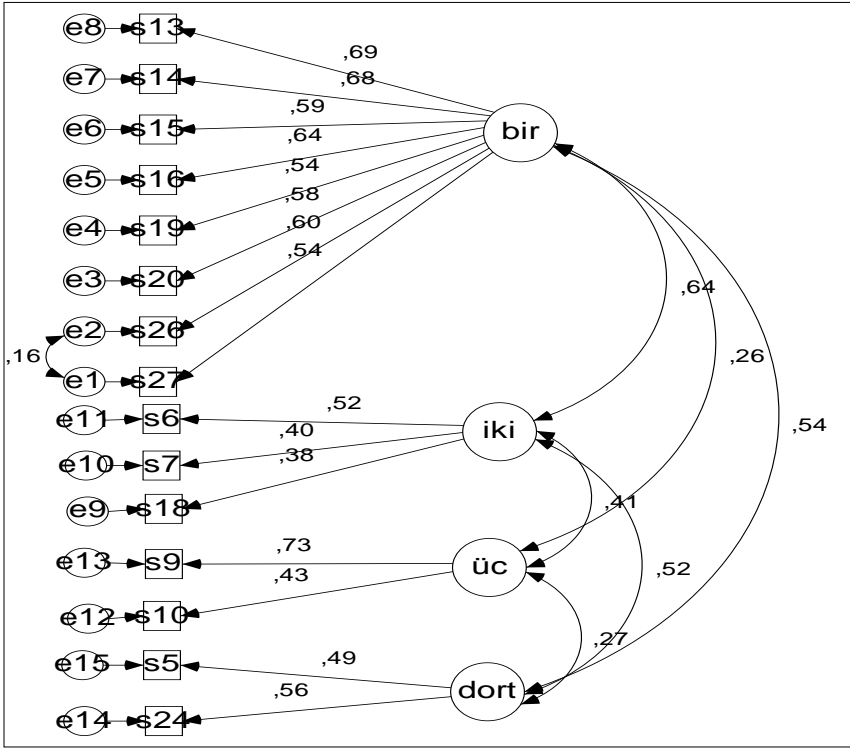 e8 s13
,69
e7 s14
,68
,59
e6 s15
bir
,64
,54
e5 s16
,58
e4 s19
,60
,54
e3 s20
,64
e2 s26
,16
,26
e1 s27
e11 s6
,52
iki
,54
,40
e10 s7
,38
e9 s18
,41
,73
e13 s9
üc
,43
,52
e12 s10
,27
e15 s5
,49
dort
,56
e14 s24